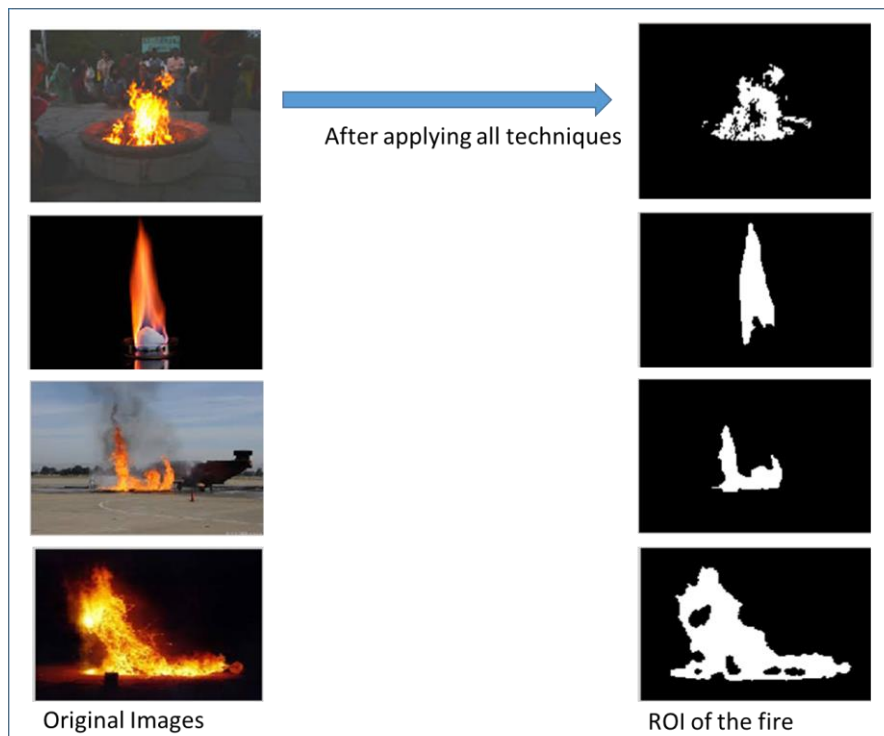 After applying all techniques
Original Images
ROI of the fire